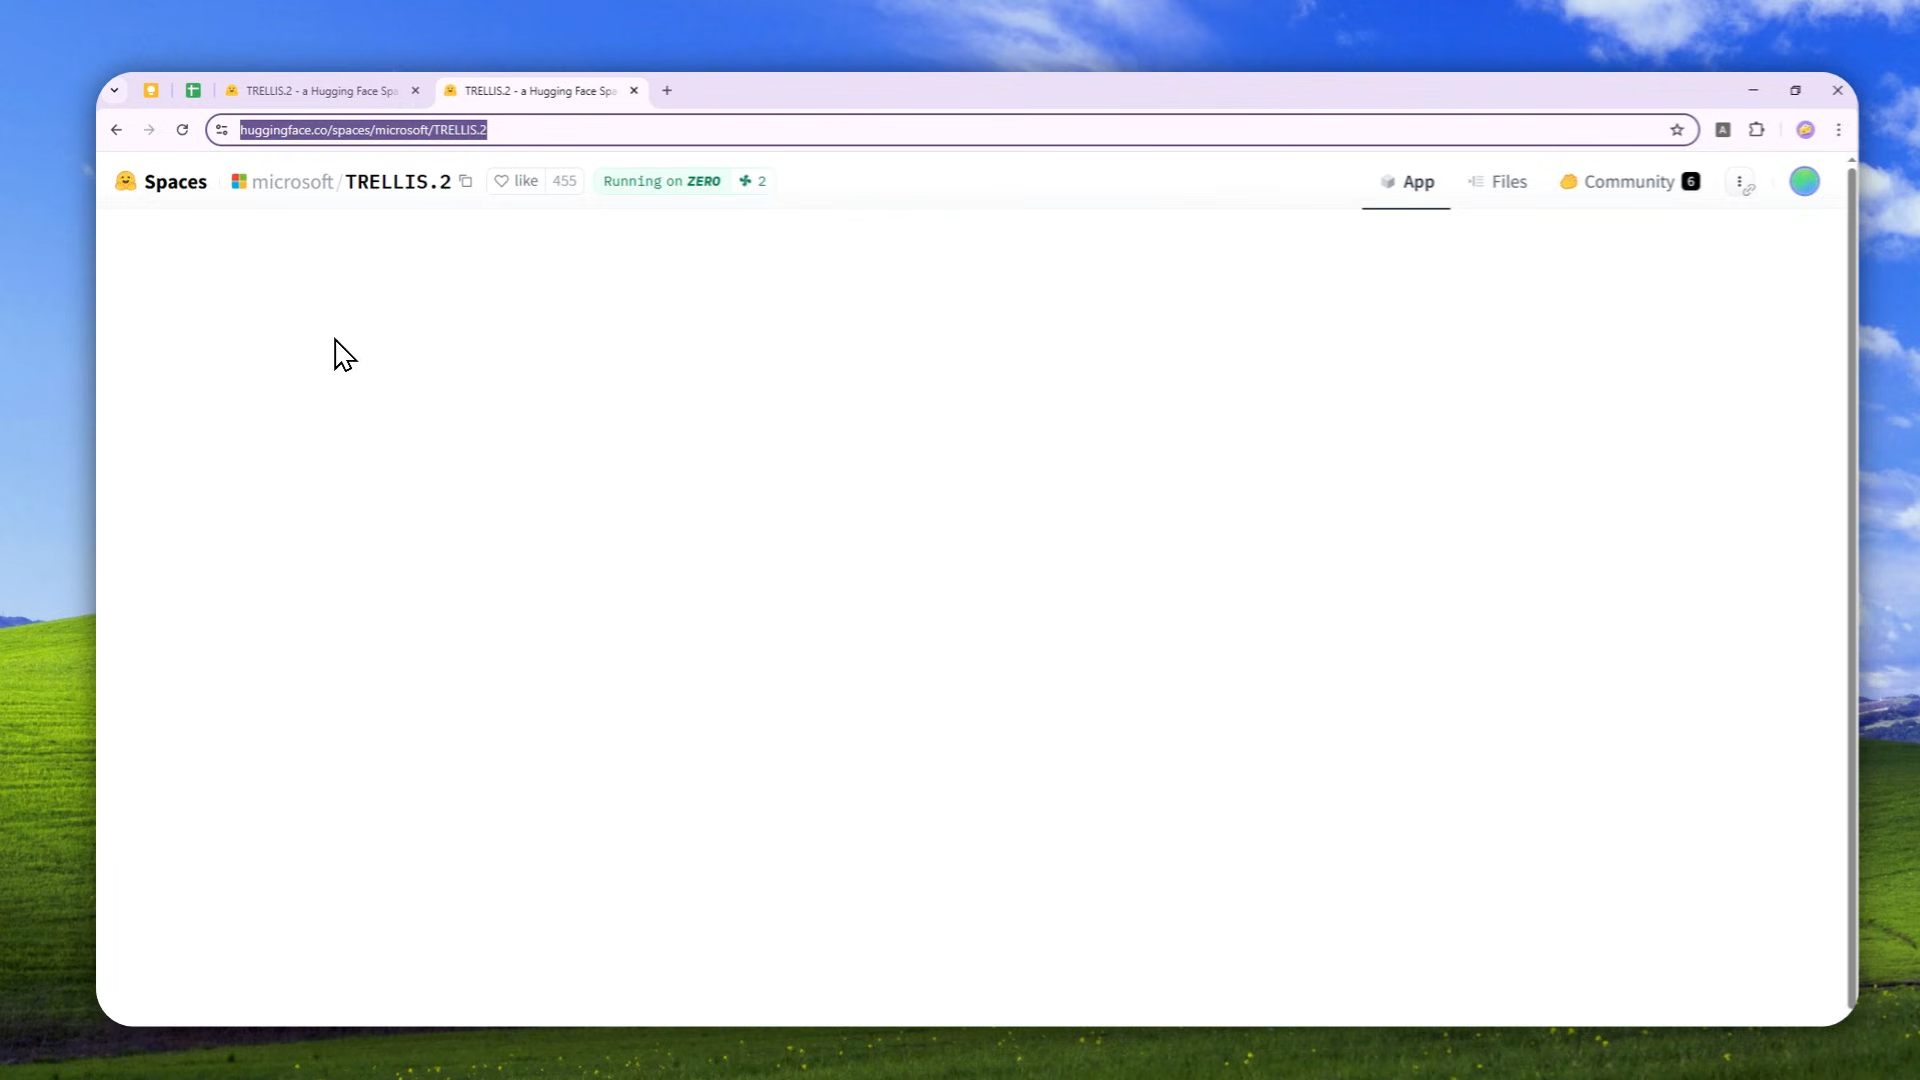 TRELLIS.2 - a Hugging Face Spa
TRELLIS.2 - a Hugging Face Spa
huggingface.co/spaces/microsoft/TRELLIS.2
Spaces microsoft/TRELLIS.2 like 455 Running on ZERO 2 App Files Community 6
A